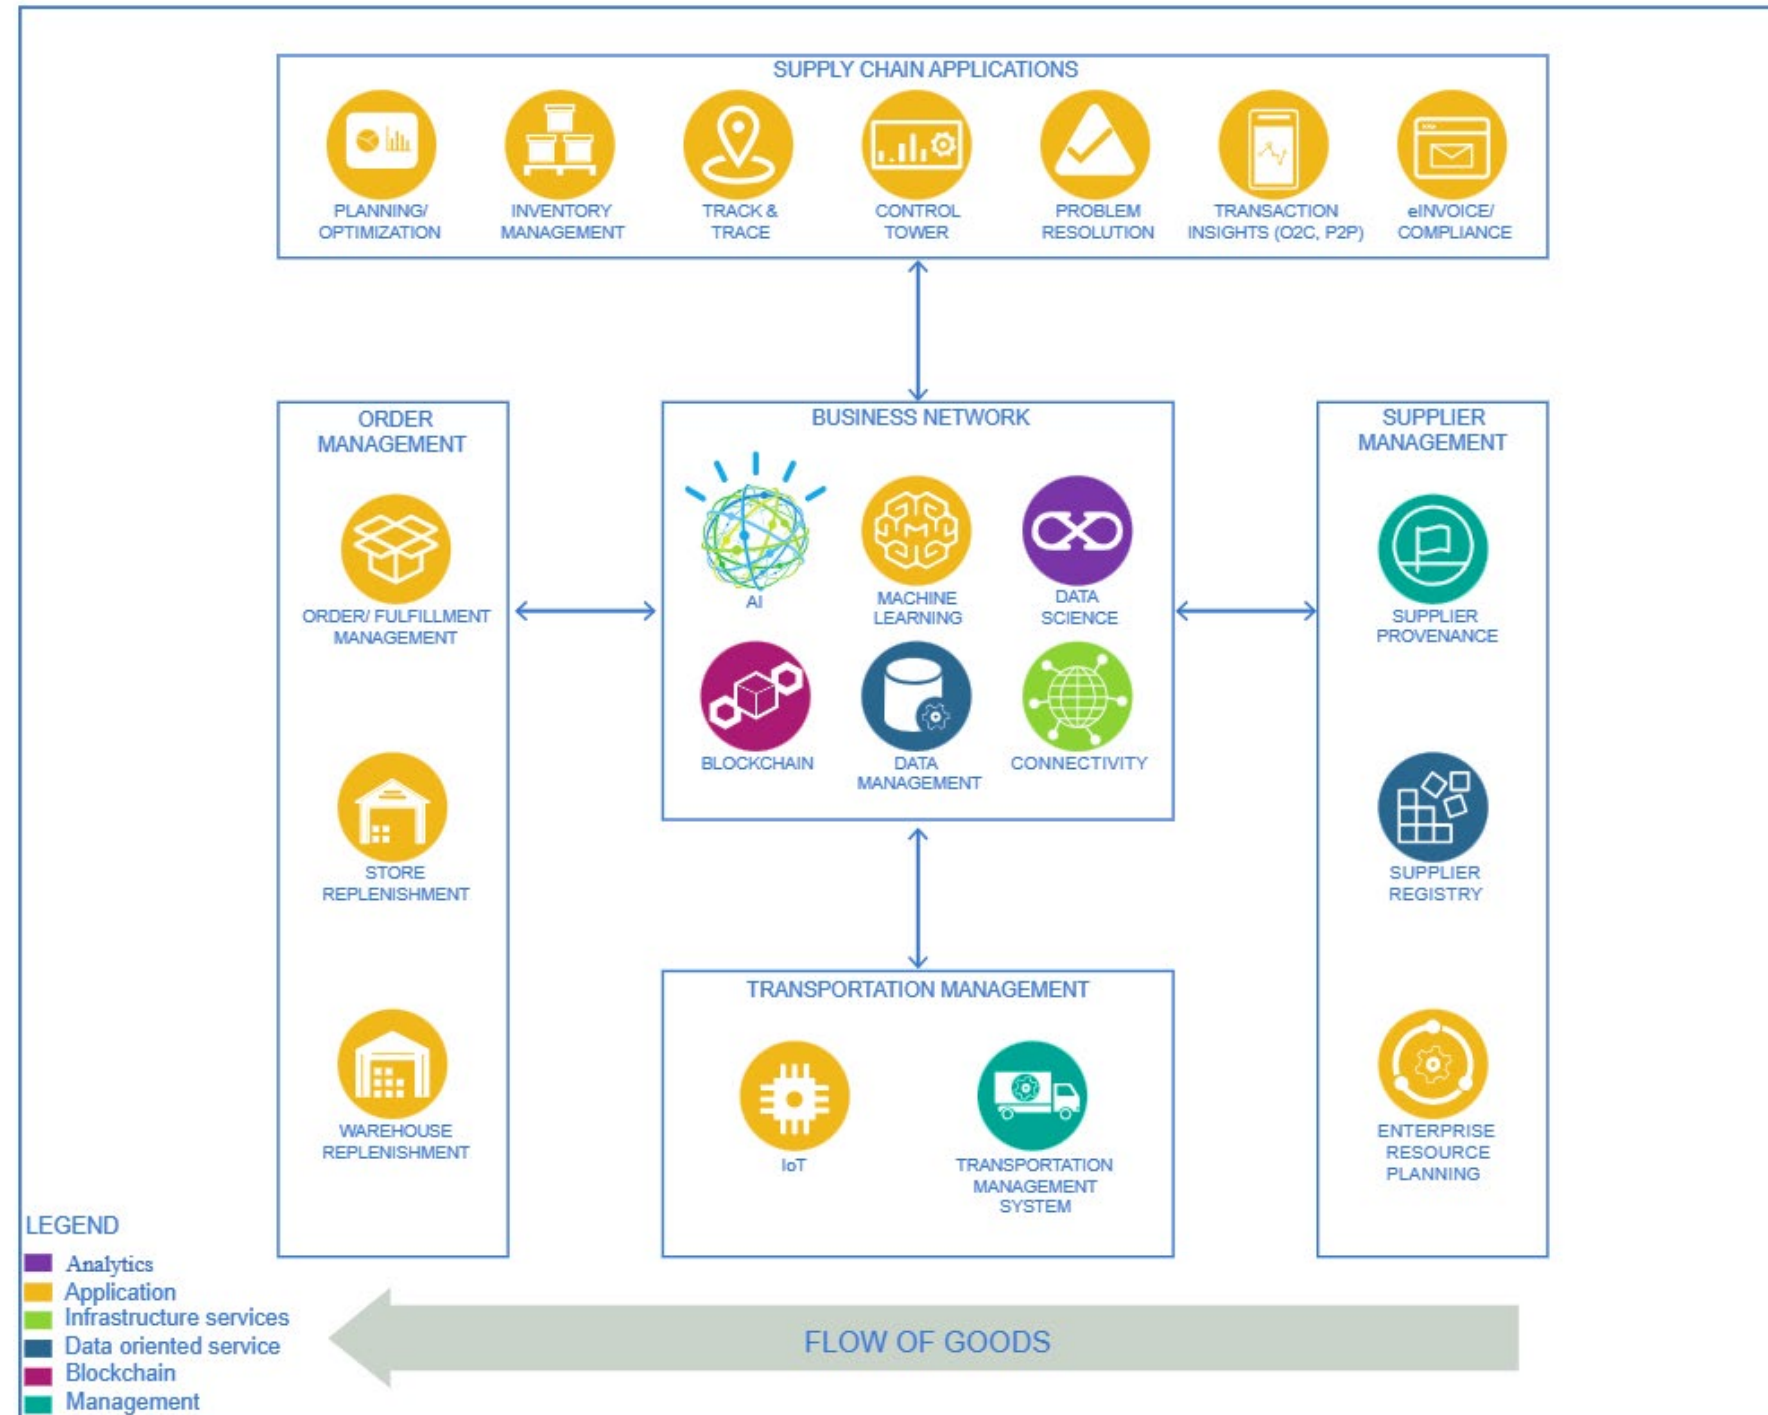 SUPPLY CHAIN APPLICATIONS
PLANNING/
OPTIMIZATION
INVENTORY
MANAGEMENT
TRACK &
TRACE
CONTROL
TOWER
PROBLEM
RESOLUTION
TRANSACTION
INSIGHTS (O2C, P2P)
eINVOICE/
COMPLIANCE
ORDER
MANAGEMENT
ORDER/ FULFILLMENT
MANAGEMENT
STORE
REPLENISHMENT
WAREHOUSE
REPLENISHMENT
BUSINESS NETWORK
AI
MACHINE
LEARNING
DATA
SCIENCE
BLOCKCHAIN
DATA
MANAGEMENT
CONNECTIVITY
SUPPLIER
MANAGEMENT
SUPPLIER
PROVENANCE
SUPPLIER
REGISTRY
ENTERPRISE
RESOURCE
PLANNING
TRANSPORTATION MANAGEMENT
IoT
TRANSPORTATION
MANAGEMENT
SYSTEM
LEGEND
Analytics
Application
Infrastructure services
Data oriented service
Blockchain
Management
FLOW OF GOODS